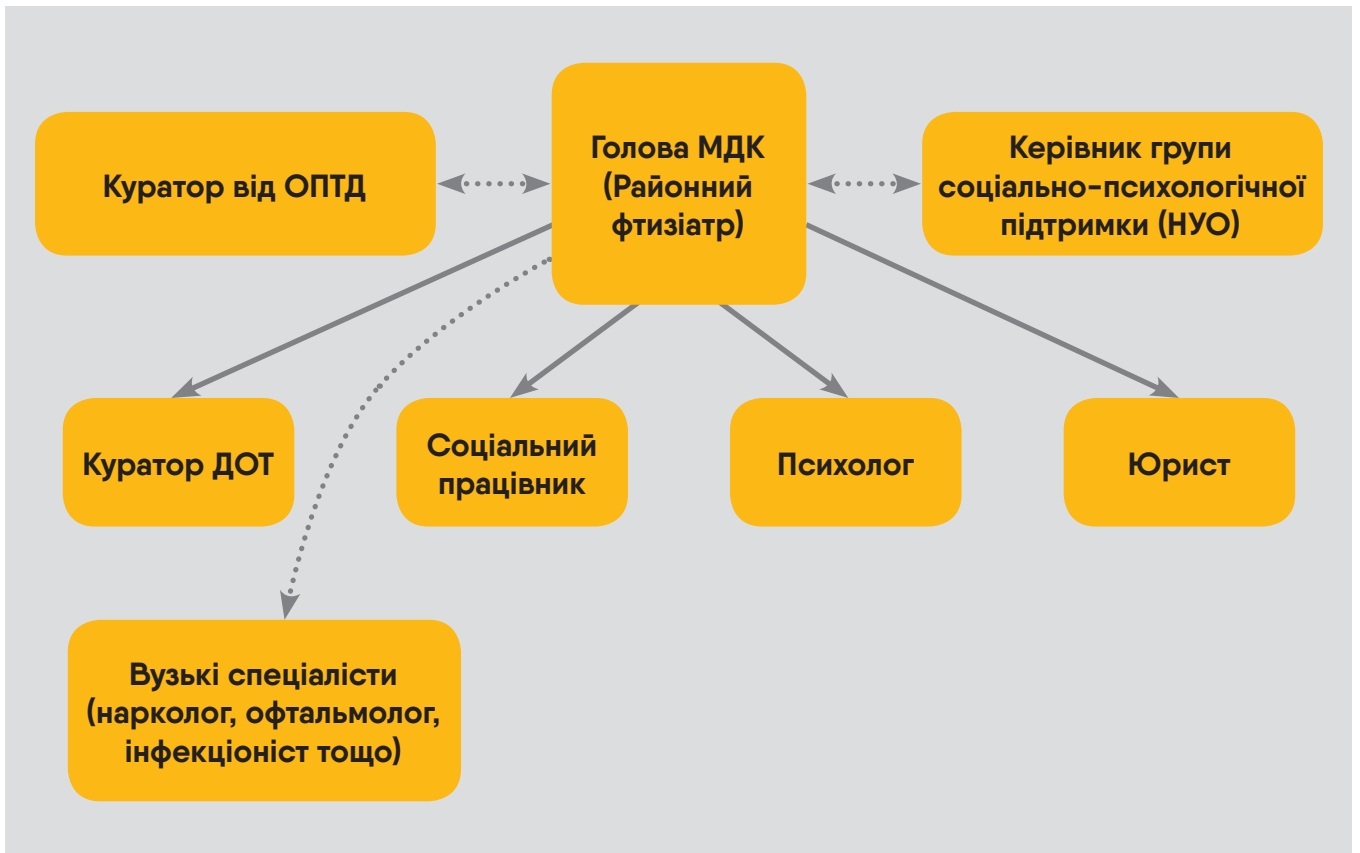 Куратор від ОПТД
Голова МДК
(Районний
фтизіатр)
Керівник групи
соціально-психологічної
підтримки (НУО)
Куратор ДОТ
Соціальний
працівник
Психолог
Юрист
Вузькі спеціалісти
(нарколог, офтальмолог,
інфекціоніст тощо)